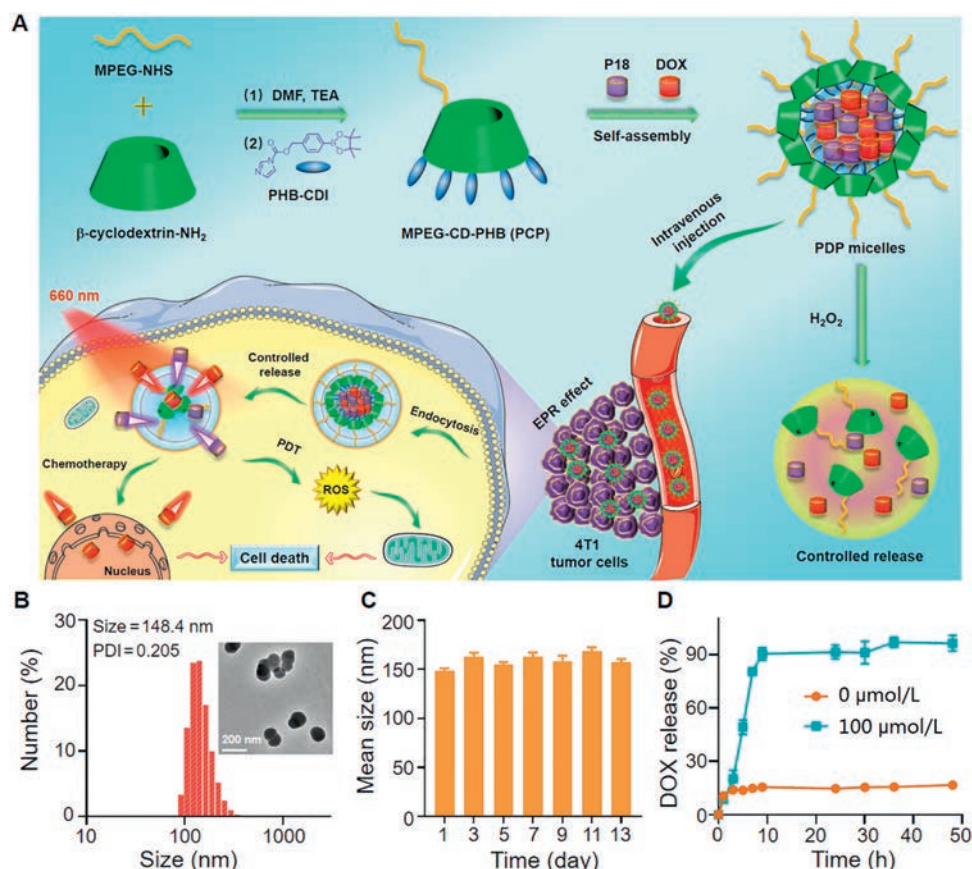 A
MPEG-NHS
+
β-cyclodextrin-NH₂
(1) DMF, TEA
(2)
N
N
O
O
B
O
O
PHB-CDI
MPEG-CD-PHB (PCP)
P18 DOX
Self-assembly
PDP micelles
Intravenous
injection
H₂O₂
Controlled release
660 nm
Controlled
release
Endocytosis
PDT
Chemotherapy
ROS
Cell death
Nucleus
EPR effect
4T1
tumor cells
B
Size = 148.4 nm
PDI = 0.205
200 nm
Number (%)
30
20
10
0
10 100 1000
Size (nm)
C
Mean size (nm)
200
150
100
50
0
1 3 5 7 9 11 13
Time (day)
D
DOX release (%)
90
60
30
0
0 μmol/L
100 μmol/L
0 10 20 30 40 50
Time (h)